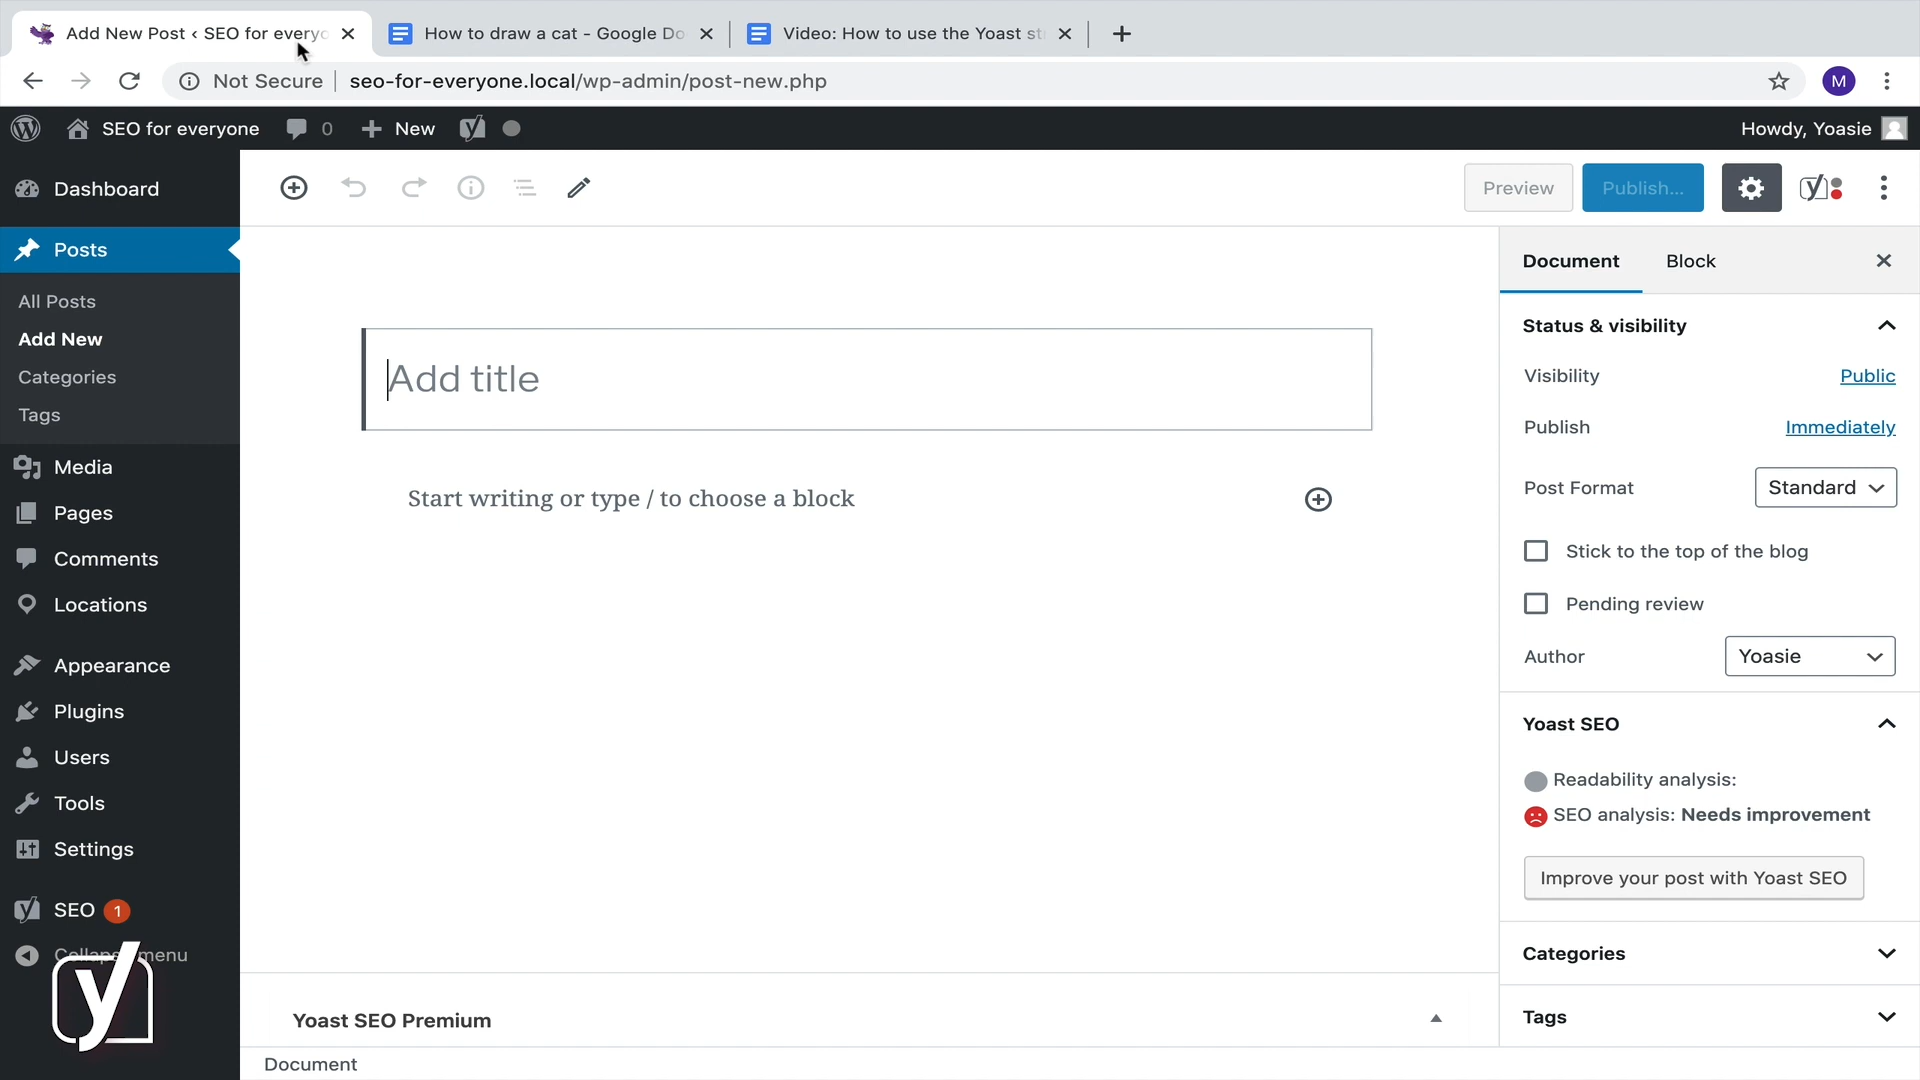 Add New Post ‹ SEO for everyo
How to draw a cat - Google Do
Video: How to use the Yoast st
Not Secure
seo-for-everyone.local/wp-admin/post-new.php
M
SEO for everyone
0
New
Howdy, Yoasie
Dashboard
Posts
All Posts
Add New
Categories
Tags
Media
Pages
Comments
Locations
Appearance
Plugins
Users
Tools
Settings
SEO 1
Collapse menu
Preview
Publish...
Add title
Start writing or type / to choose a block
Yoast SEO Premium
Document
Document
Block
Status & visibility
Visibility
Public
Publish
Immediately
Post Format
Standard
Stick to the top of the blog
Pending review
Author
Yoasie
Yoast SEO
Readability analysis:
SEO analysis: Needs improvement
Improve your post with Yoast SEO
Categories
Tags